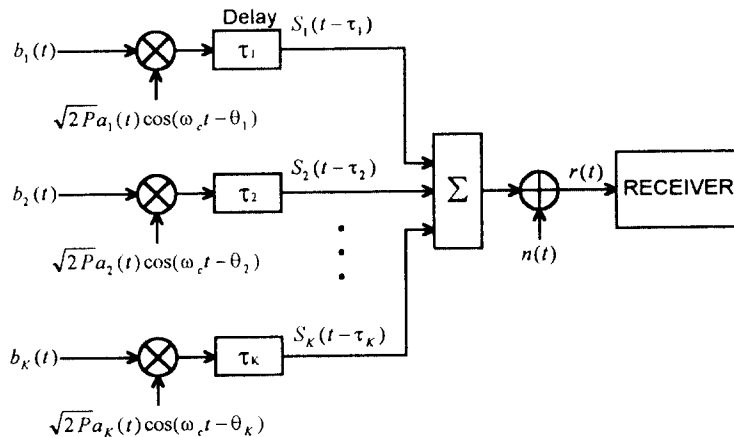 Delay
b₁(t) τ₁ S₁(t−τ₁)
√2P a₁(t)cos(ω_c t−θ₁)
b₂(t) τ₂ S₂(t−τ₂) Σ r(t) RECEIVER
n(t)
√2P a₂(t)cos(ω_c t−θ₂)
b_K(t) τ_K S_K(t−τ_K)
√2P a_K(t)cos(ω_c t−θ_K)